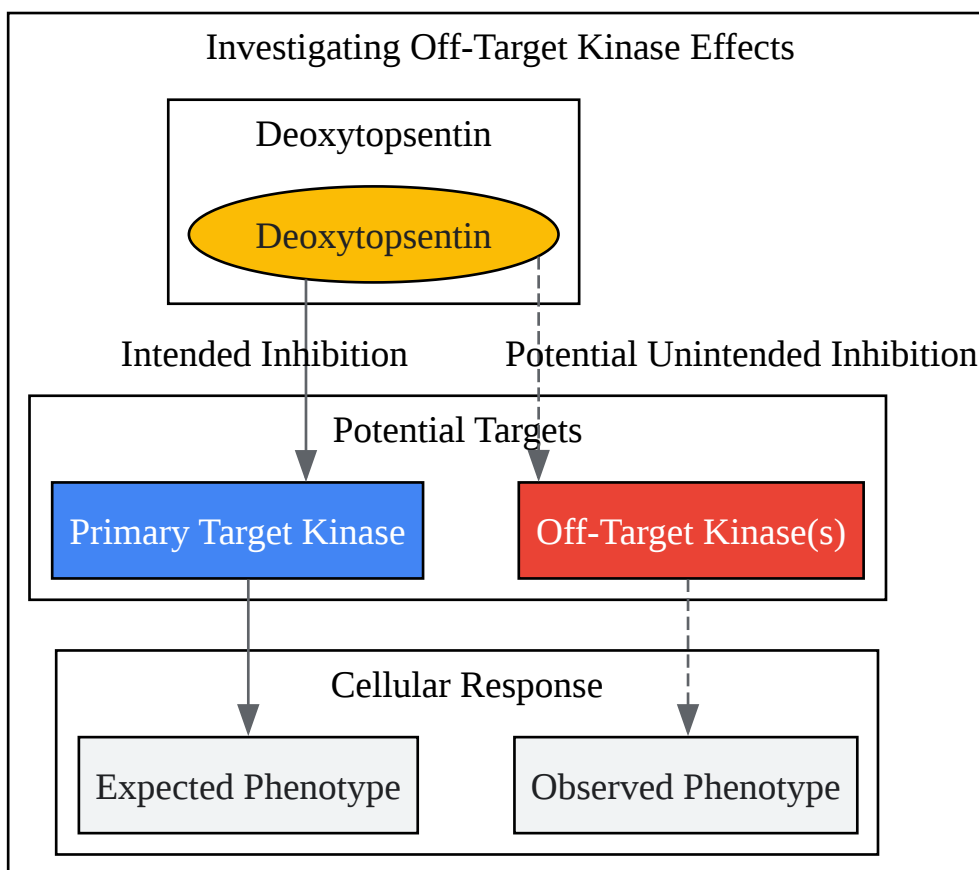 Investigating Off-Target Kinase Effects
Deoxytopsentin
Deoxytopsentin
Intended Inhibition
Potential Unintended Inhibition
Potential Targets
Primary Target Kinase
Off-Target Kinase(s)
Cellular Response
Expected Phenotype
Observed Phenotype